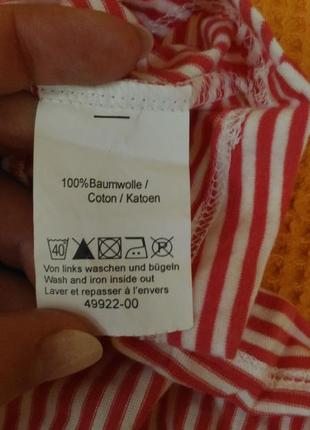 100%Baumwolle /
Coton / Katoen
40 P
Von links waschen und bügeln
Wash and iron inside out
Laver et repasser à l'envers
49922-00